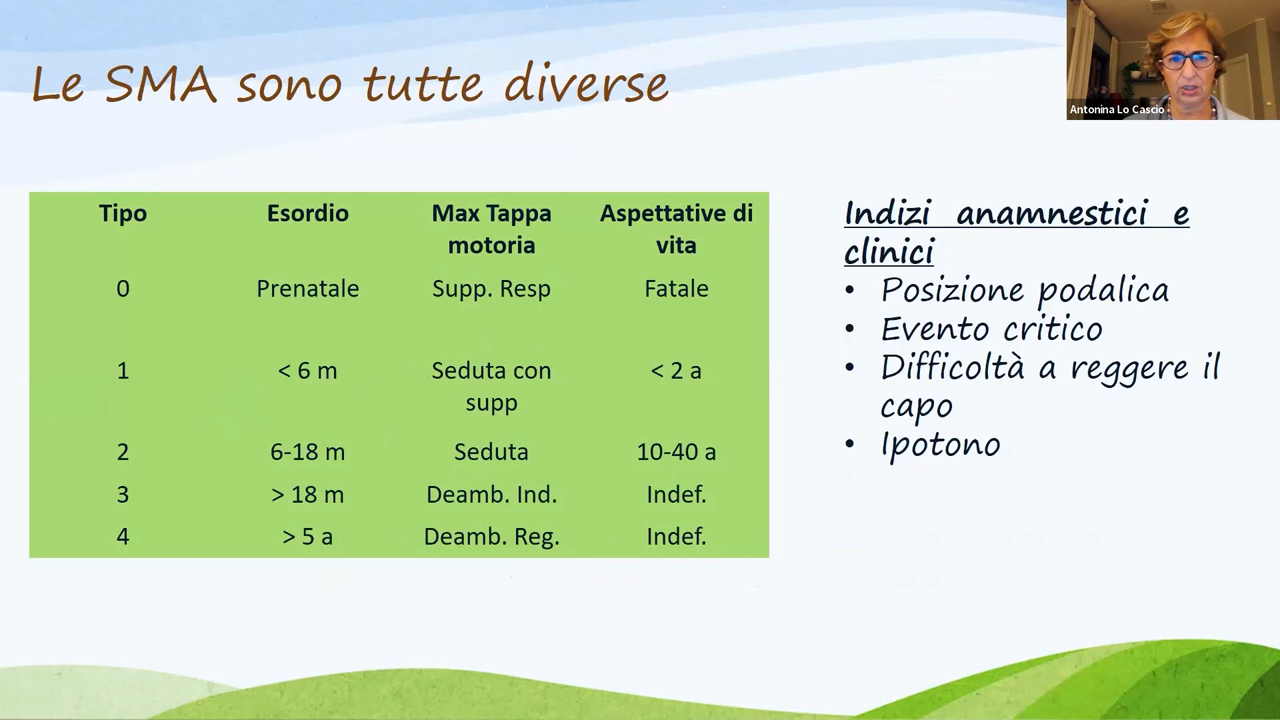 Le SMA sono tutte diverse
Antonina Lo Cascio
Tipo Esordio Max Tappa motoria Aspettative di vita
0 Prenatale Supp. Resp Fatale
1 < 6 m Seduta con supp < 2 a
2 6-18 m Seduta 10-40 a
3 > 18 m Deamb. Ind. Indef.
4 > 5 a Deamb. Reg. Indef.
Indizi anamnestici e
clinici
• Posizione podalica
• Evento critico
• Difficoltà a reggere il
capo
• Ipotono